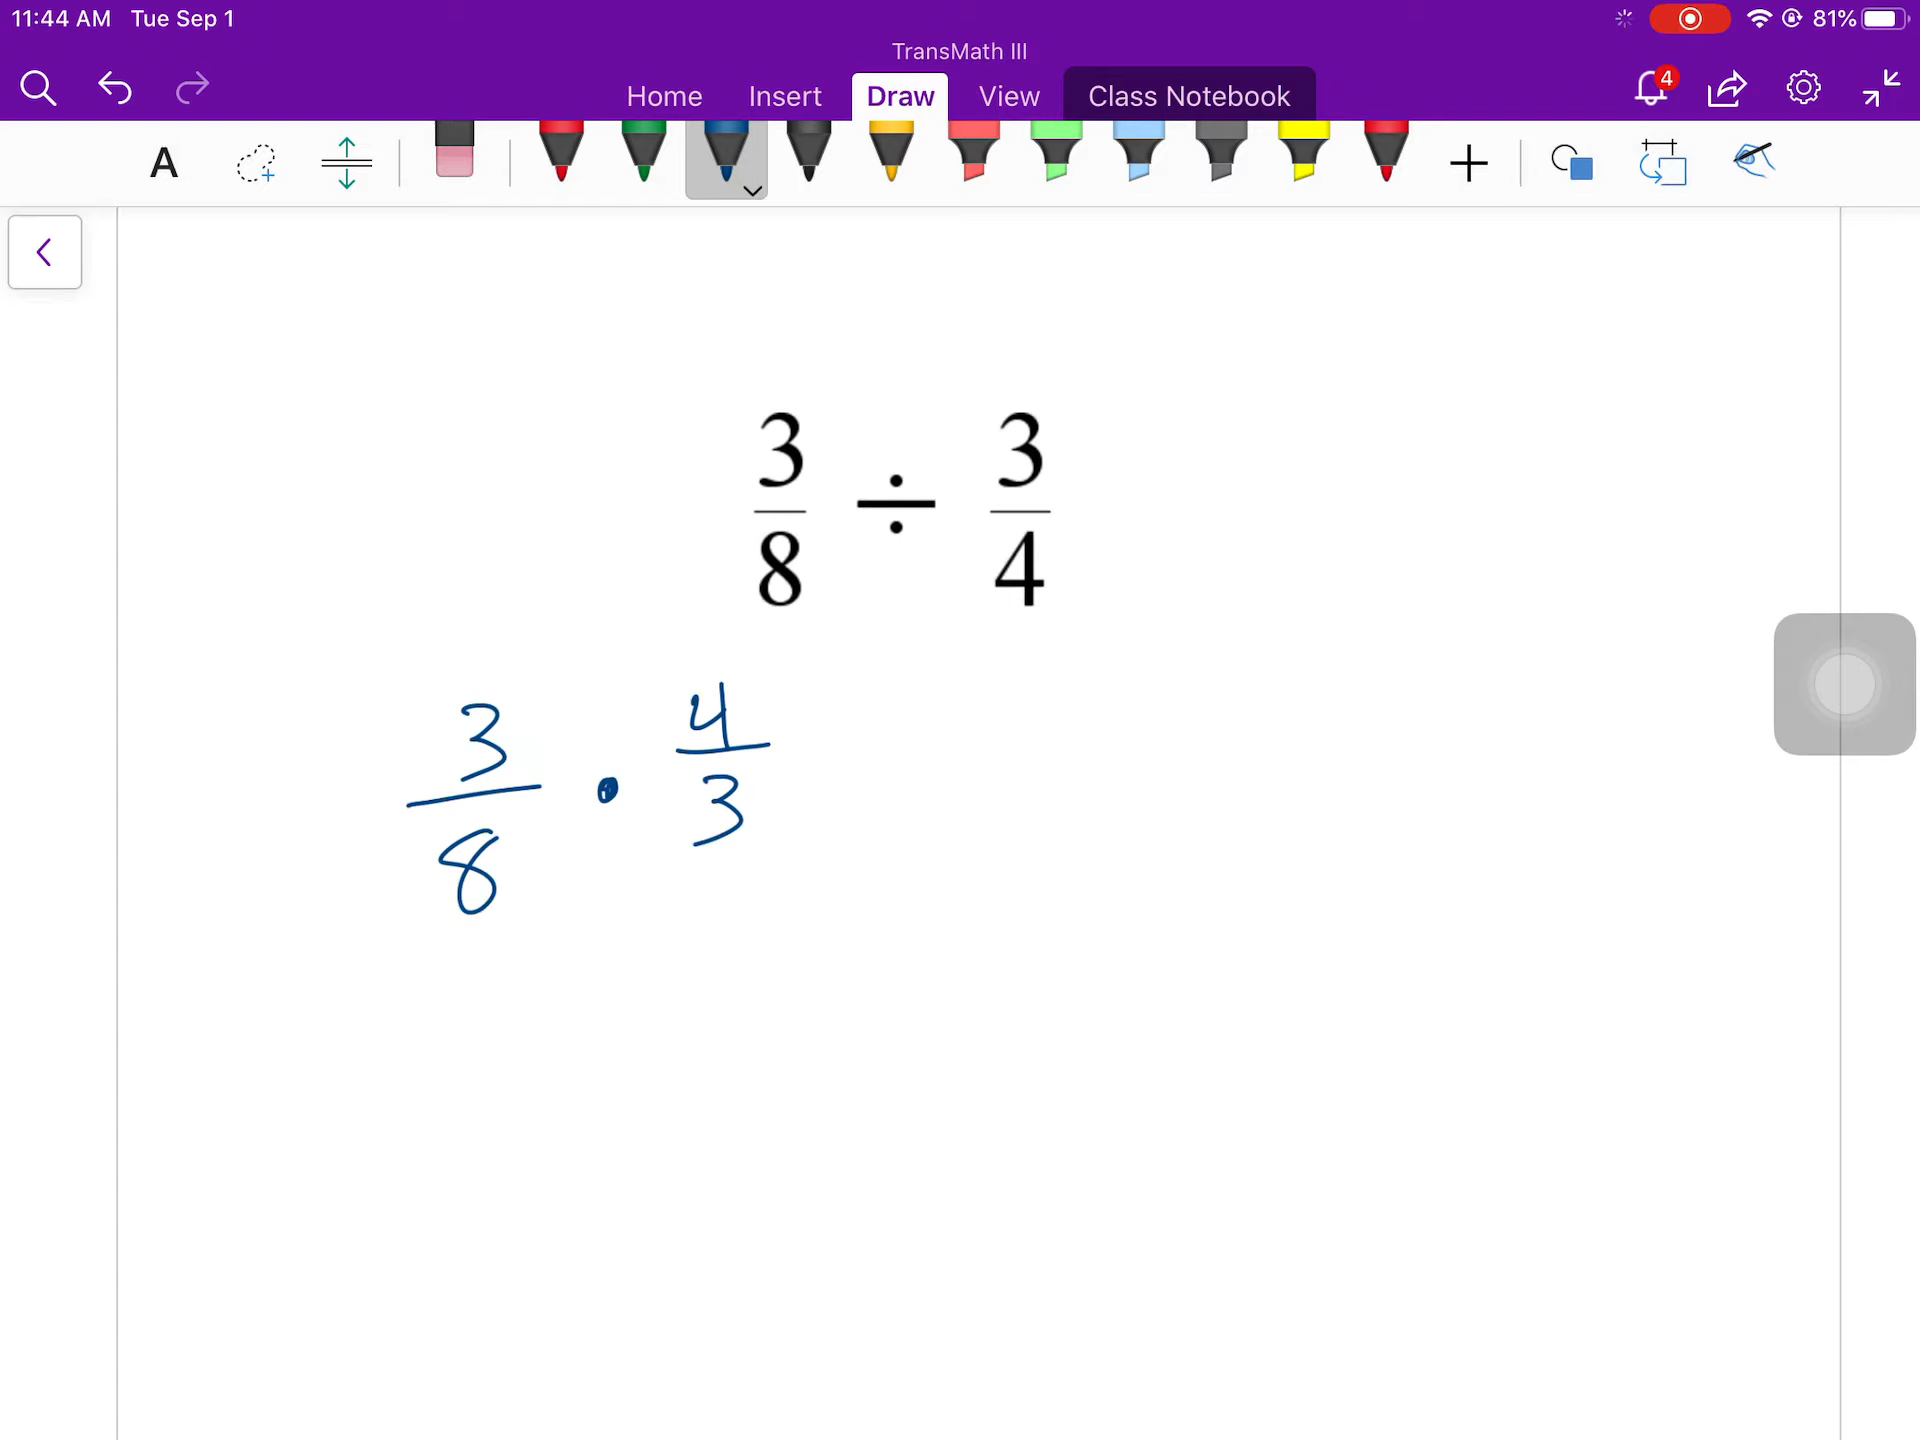 11:44 AM Tue Sep 1
81%
TransMath III
Home Insert Draw View Class Notebook
4
A
3/8 ÷ 3/4
3/8 · 4/3